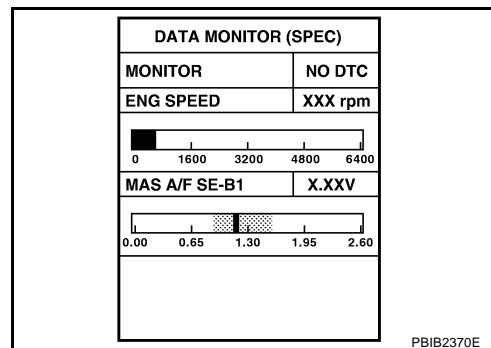 DATA MONITOR (SPEC)
MONITOR NO DTC
ENG SPEED XXX rpm
0 1600 3200 4800 6400
MAS A/F SE-B1 X.XXV
0.00 0.65 1.30 1.95 2.60
PBIB2370E